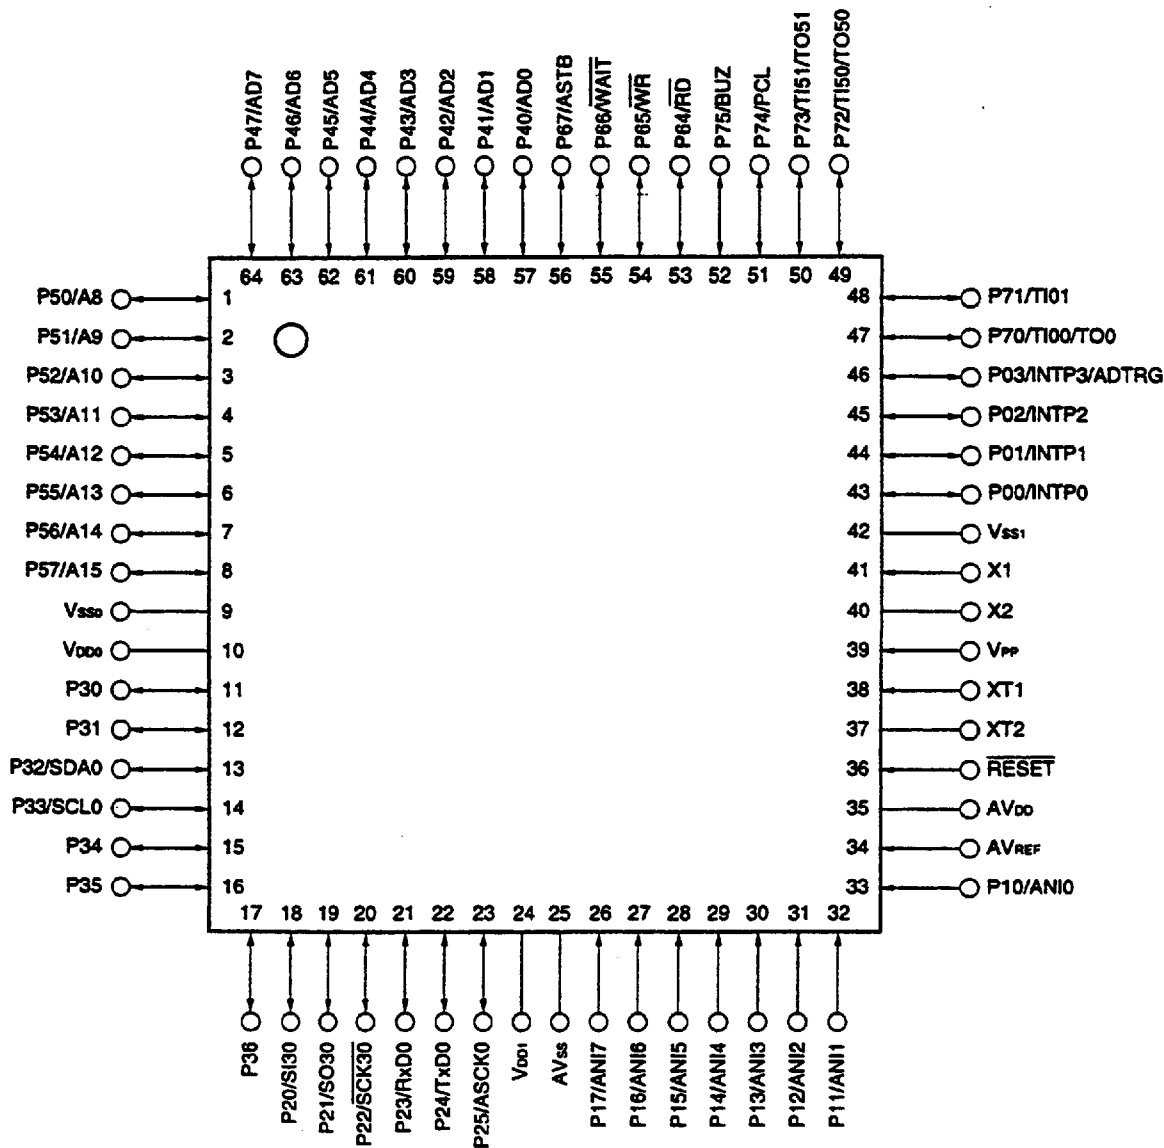 P47/AD7
P46/AD6
P45/AD5
P44/AD4
P43/AD3
P42/AD2
P41/AD1
P40/AD0
P67/ASTB
P66/WAIT
P65/WR
P64/RD
P75/BUZ
P74/PCL
P73/TI51/TO51
P72/TI50/TO50
64 63 62 61 60 59 58 57 56 55 54 53 52 51 50 49
P50/A8 1
P51/A9 2
P52/A10 3
P53/A11 4
P54/A12 5
P55/A13 6
P56/A14 7
P57/A15 8
VSS0 9
VDD0 10
P30 11
P31 12
P32/SDA0 13
P33/SCL0 14
P34 15
P35 16
48 P71/TI01
47 P70/TI00/TO0
46 P03/INTP3/ADTRG
45 P02/INTP2
44 P01/INTP1
43 P00/INTP0
42 VSS1
41 X1
40 X2
39 VPP
38 XT1
37 XT2
36 RESET
35 AVDD
34 AVREF
33 P10/ANI0
17 18 19 20 21 22 23 24 25 26 27 28 29 30 31 32
P36
P20/SI30
P21/SO30
P22/SCK30
P23/RxD0
P24/TxD0
P25/ASCK0
VDD1
AVSS
P17/ANI7
P16/ANI6
P15/ANI5
P14/ANI4
P13/ANI3
P12/ANI2
P11/ANI1